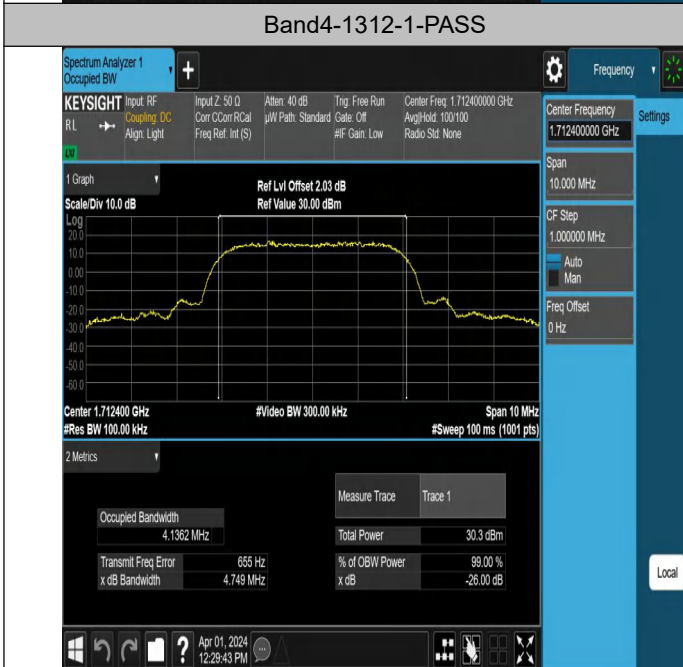 Band4-1312-1-PASS
Spectrum Analyzer 1
Occupied BW
+
Frequency
KEYSIGHT
Input: RF
Input Z: 50 Ω
Atten: 40 dB
Trig: Free Run
Center Freq: 1.712400000 GHz
RL
Coupling: DC
Corr CCorr RCal
µW Path: Standard
Gate: Off
Avg|Hold: 100/100
Align: Light
Freq Ref: Int (S)
#IF Gain: Low
Radio Std: None
LXI
Center Frequency
1.712400000 GHz
Settings
Span
10.000 MHz
CF Step
1.000000 MHz
Auto
Man
Freq Offset
0 Hz
1 Graph
Ref Lvl Offset 2.03 dB
Scale/Div 10.0 dB
Ref Value 30.00 dBm
Log
20.0
10.0
0.00
-10.0
-20.0
-30.0
-40.0
-50.0
-60.0
Center 1.712400 GHz
#Video BW 300.00 kHz
Span 10 MHz
#Res BW 100.00 kHz
#Sweep 100 ms (1001 pts)
2 Metrics
Measure Trace
Trace 1
Occupied Bandwidth
4.1362 MHz
Total Power
30.3 dBm
Transmit Freq Error
655 Hz
% of OBW Power
99.00 %
x dB Bandwidth
4.749 MHz
x dB
-26.00 dB
Local
?
Apr 01, 2024
12:29:43 PM